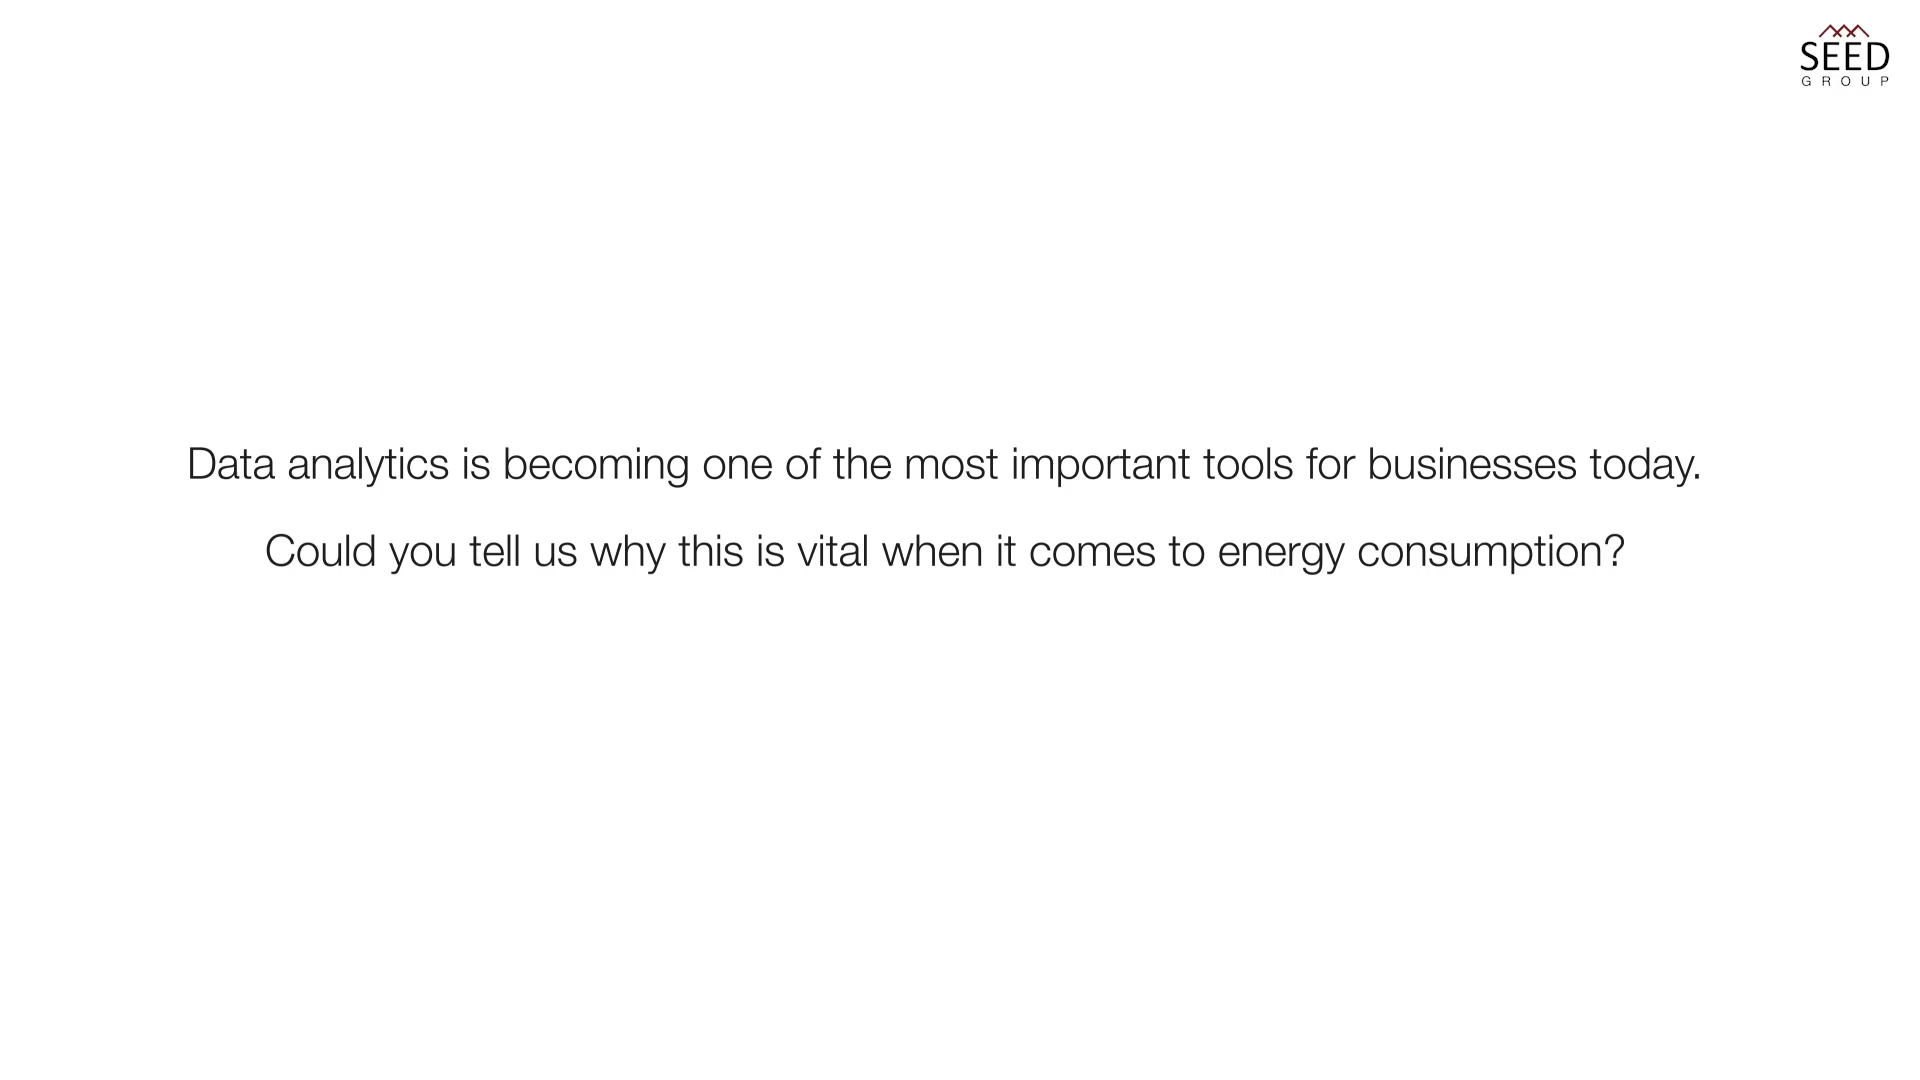 SEED
GROUP
Data analytics is becoming one of the most important tools for businesses today.
Could you tell us why this is vital when it comes to energy consumption?